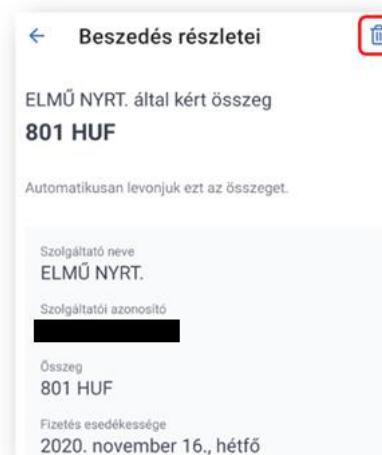 Beszedés részletei
ELMŰ NYRT. által kért összeg
801 HUF
Automatikusan levonjuk ezt az összeget.
Szolgáltató neve
ELMŰ NYRT.
Szolgáltatói azonosító
Összeg
801 HUF
Fizetés esedékessége
2020. november 16., hétfő